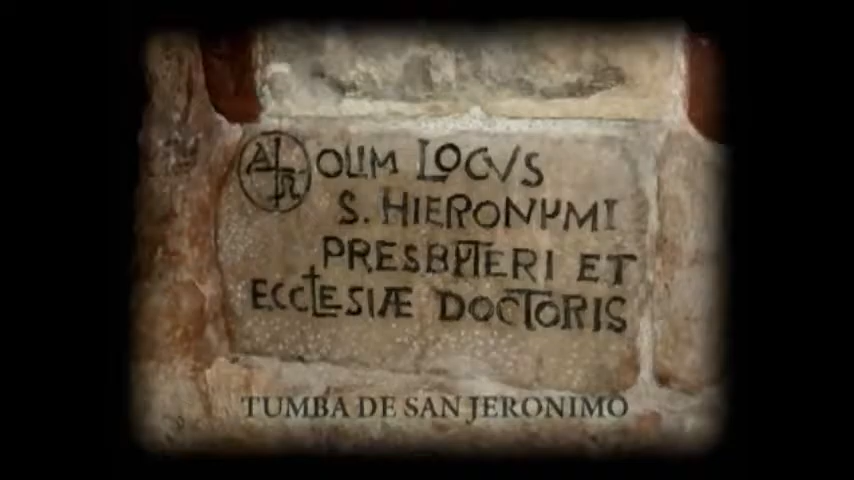 OLIM LOCVS
S. HIERONYMI
PRESBYTERI ET
ECCLESIÆ DOCTORIS
TUMBA DE SAN JERONIMO